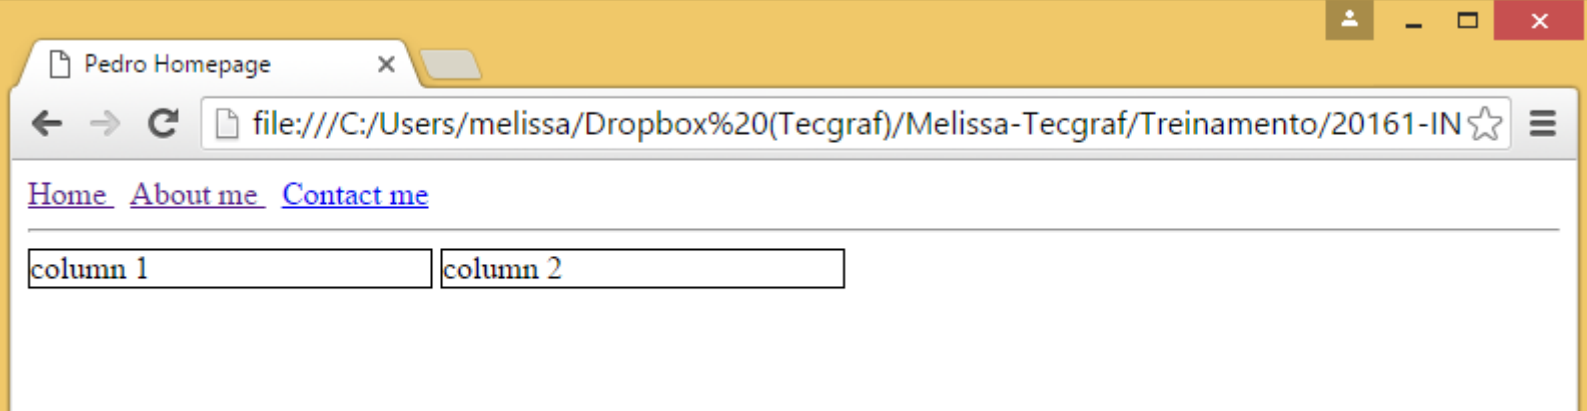 Pedro Homepage
file:///C:/Users/melissa/Dropbox%20(Tecgraf)/Melissa-Tecgraf/Treinamento/20161-IN
Home About me Contact me
column 1 column 2